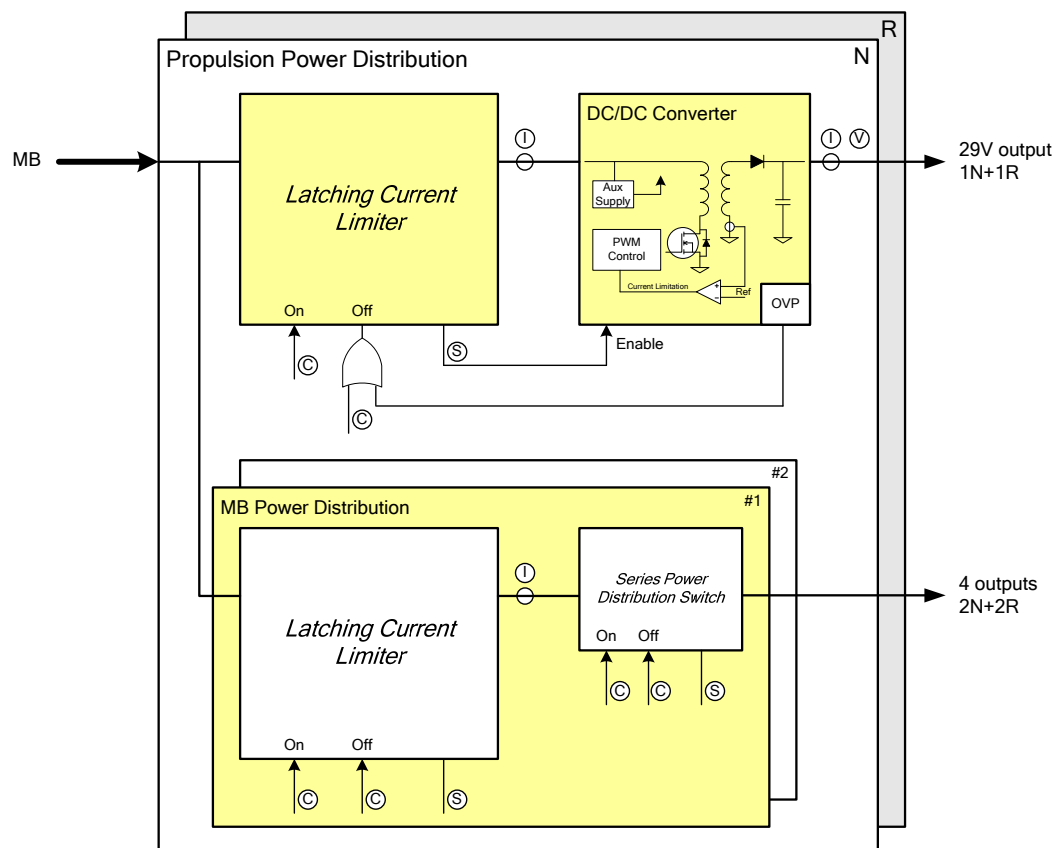 R
Propulsion Power Distribution
N
MB
Latching Current
Limiter
On
Off
C
C
S
I
DC/DC Converter
Aux
Supply
PWM
Control
Current Limitation
+
-
Ref
OVP
Enable
I
V
29V output
1N+1R
#2
#1
MB Power Distribution
Latching Current
Limiter
On
Off
C
C
S
I
Series Power
Distribution Switch
On
Off
C
C
S
4 outputs
2N+2R